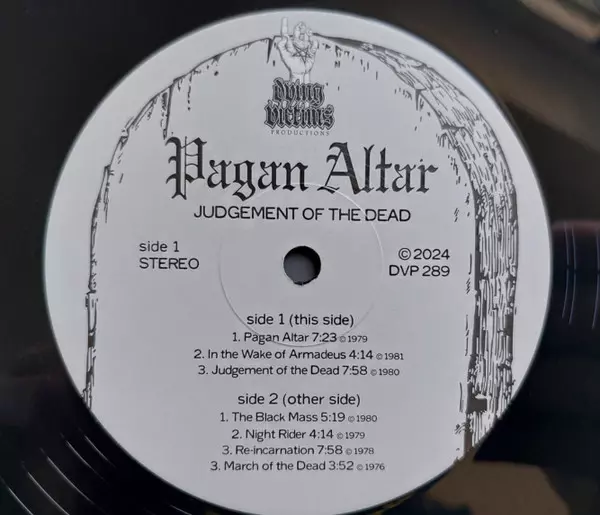 dying
victims
PRODUCTIONS
Pagan Altar
JUDGEMENT OF THE DEAD
side 1
STEREO
© 2024
DVP 289
side 1 (this side)
1. Pagan Altar 7:23 © 1979
2. In the Wake of Armadeus 4:14 © 1981
3. Judgement of the Dead 7:58 © 1980
side 2 (other side)
1. The Black Mass 5:19 © 1980
2. Night Rider 4:14 © 1979
3. Re-incarnation 7:58 © 1978
3. March of the Dead 3:52 © 1976